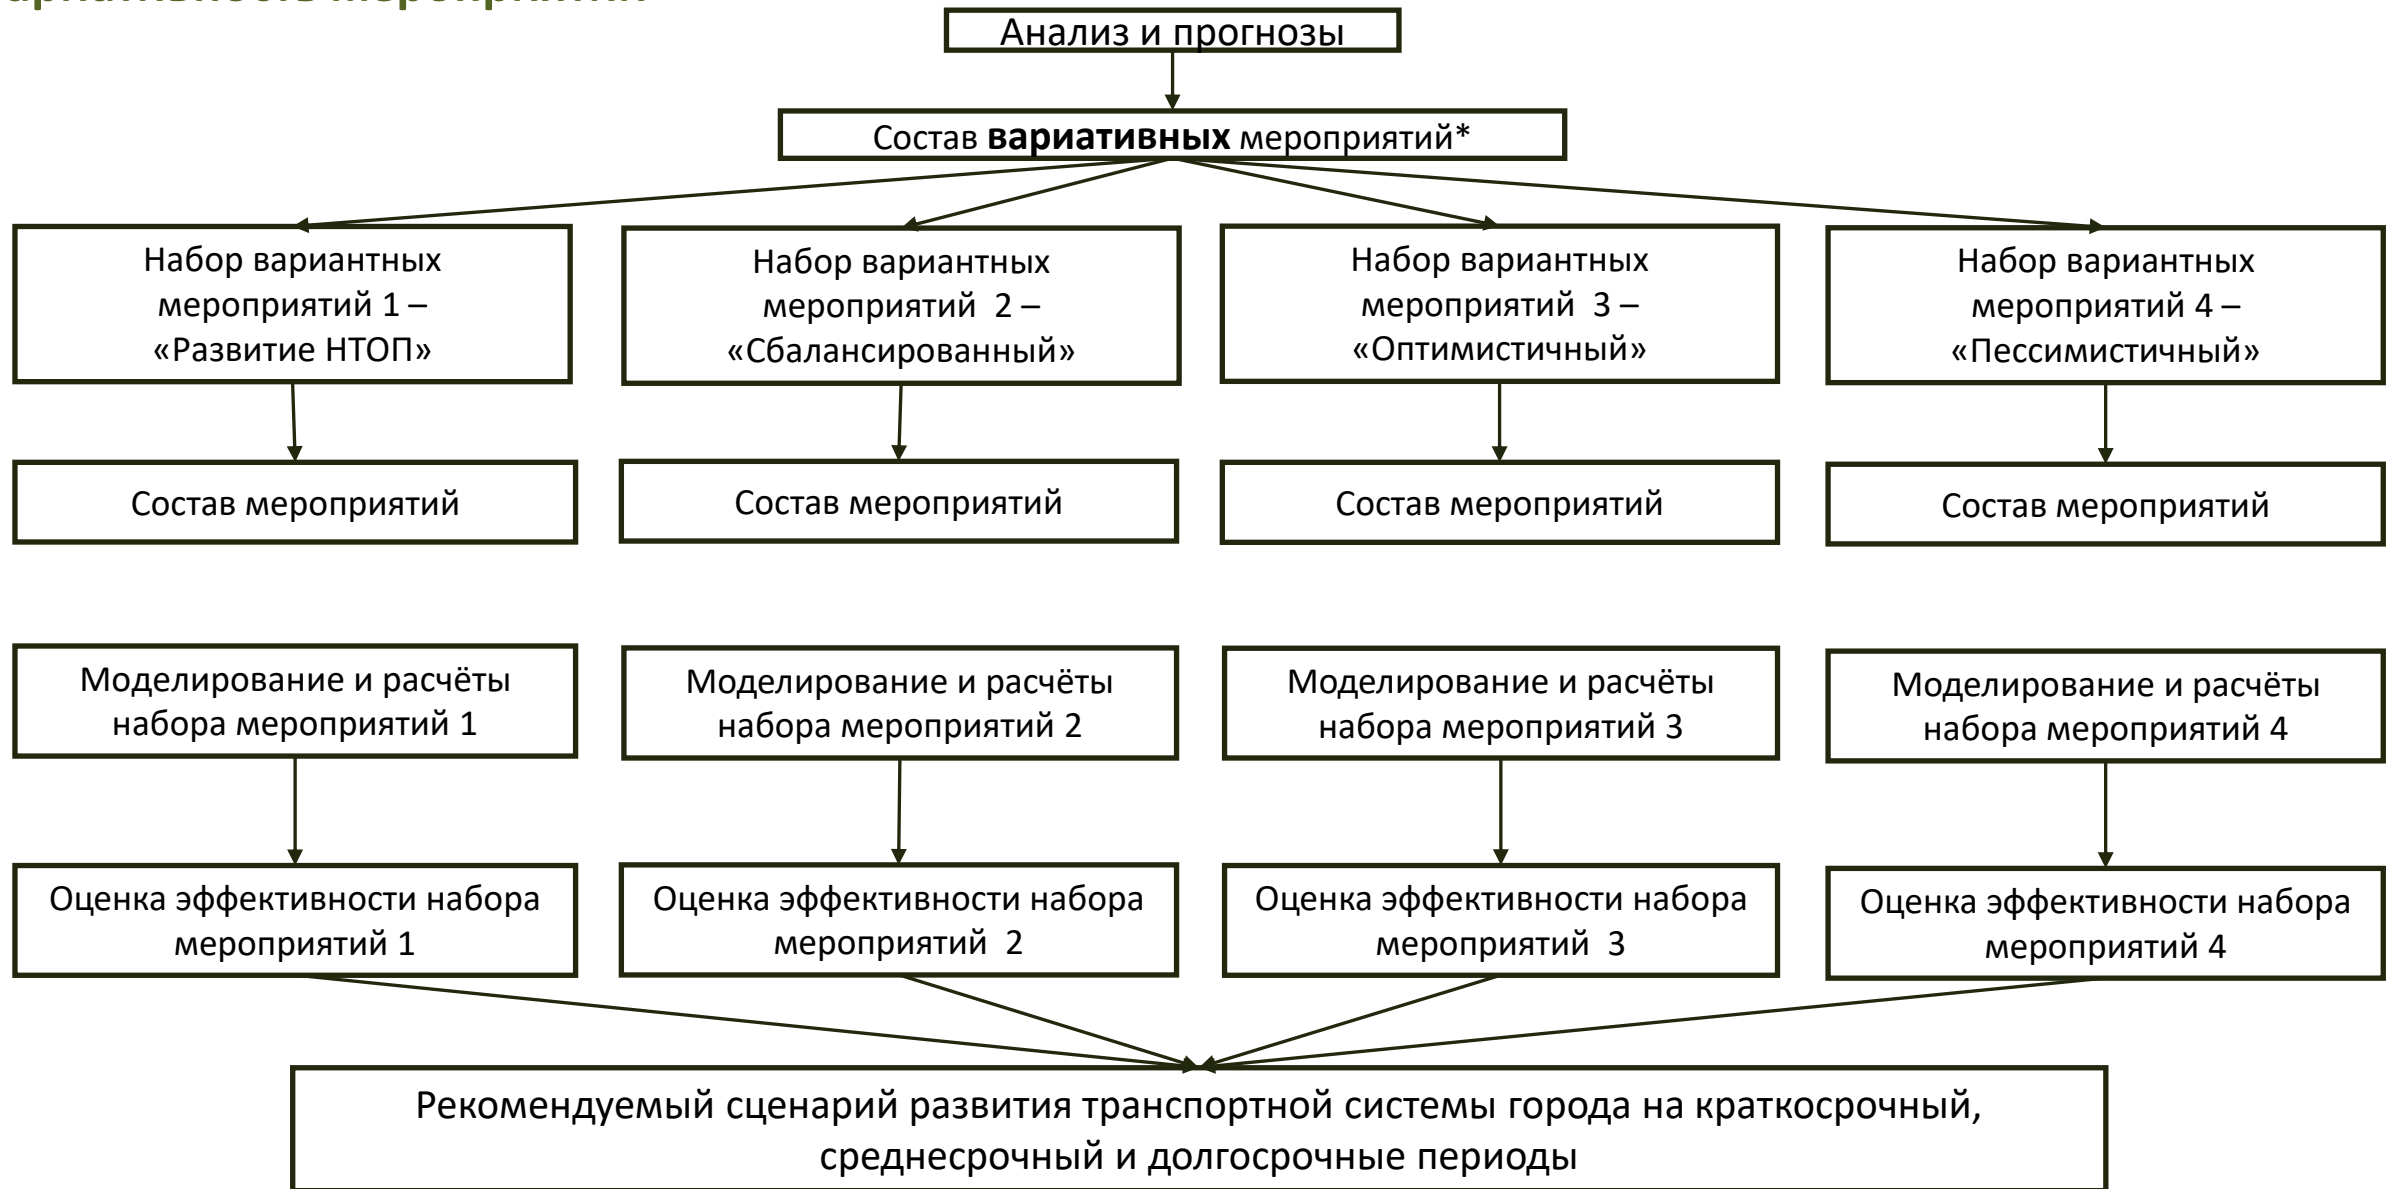 Анализ и прогнозы
Состав вариативных мероприятий*
Набор вариантных
мероприятий 1 –
«Развитие НТОП»
Набор вариантных
мероприятий 2 –
«Сбалансированный»
Набор вариантных
мероприятий 3 –
«Оптимистичный»
Набор вариантных
мероприятий 4 –
«Пессимистичный»
Состав мероприятий
Состав мероприятий
Состав мероприятий
Состав мероприятий
Моделирование и расчёты
набора мероприятий 1
Моделирование и расчёты
набора мероприятий 2
Моделирование и расчёты
набора мероприятий 3
Моделирование и расчёты
набора мероприятий 4
Оценка эффективности набора
мероприятий 1
Оценка эффективности набора
мероприятий 2
Оценка эффективности набора
мероприятий 3
Оценка эффективности набора
мероприятий 4
Рекомендуемый сценарий развития транспортной системы города на краткосрочный,
среднесрочный и долгосрочные периоды